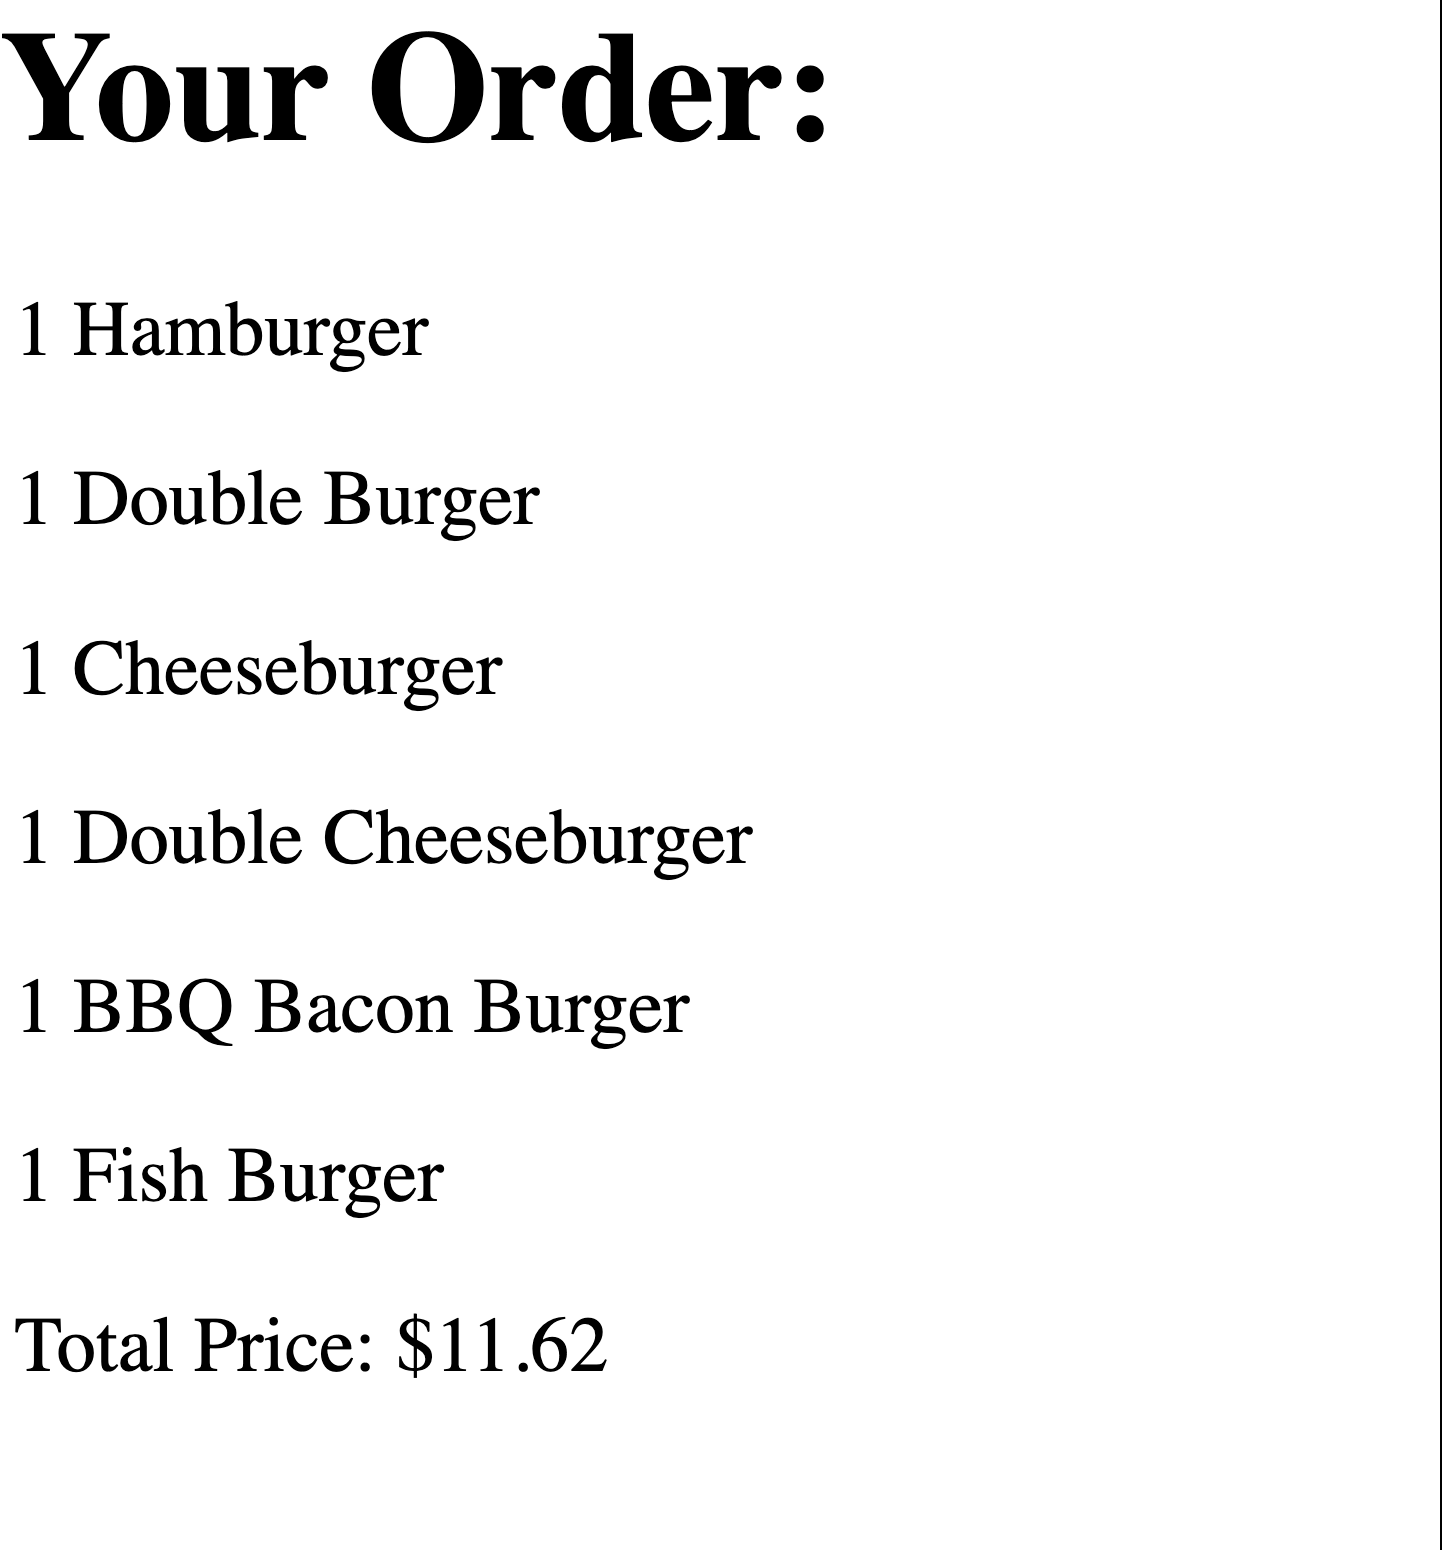 Your Order:
1 Hamburger
1 Double Burger
1 Cheeseburger
1 Double Cheeseburger
1 BBQ Bacon Burger
1 Fish Burger
Total Price: $11.62